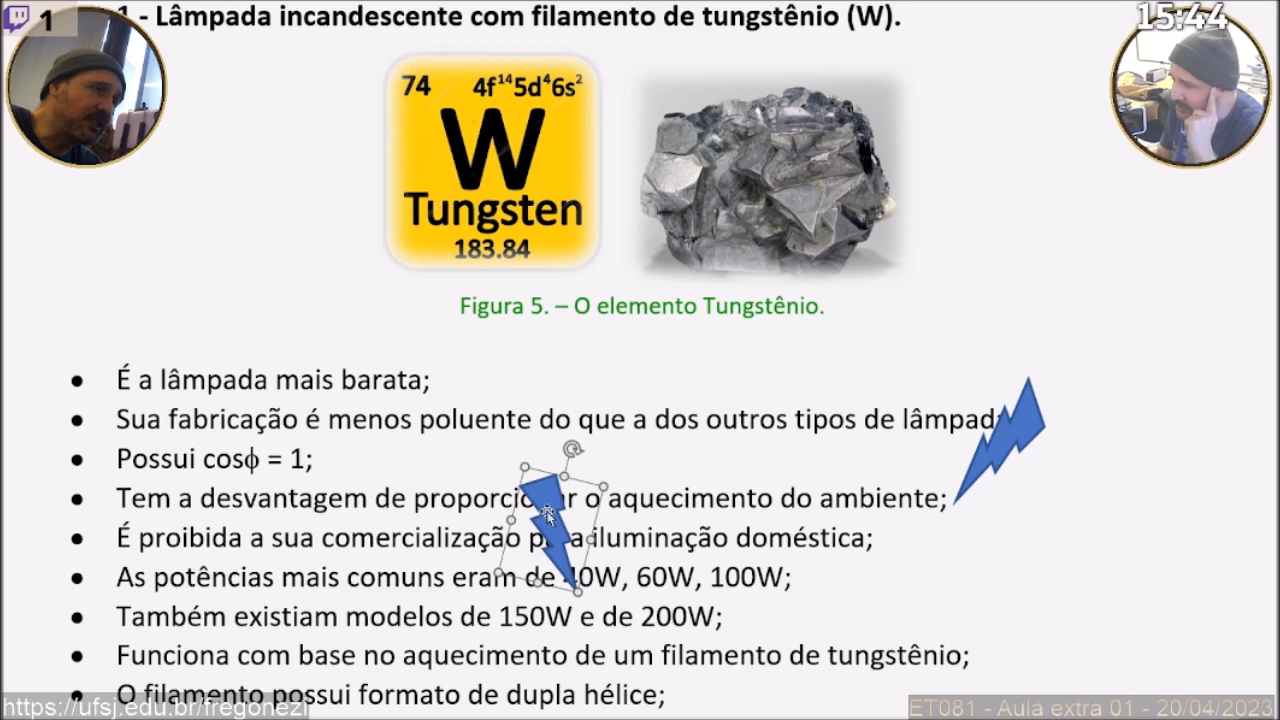 1
1 - Lâmpada incandescente com filamento de tungstênio (W).
15:44
74 4f¹⁴5d⁴6s²
W
Tungsten
183.84
Figura 5. – O elemento Tungstênio.
• É a lâmpada mais barata;
• Sua fabricação é menos poluente do que a dos outros tipos de
• Possui cosϕ = 1;
• Tem a desvantagem de proporcionar o aquecimento do ambiente;
• É proibida a sua comercialização para iluminação doméstica;
• As potências mais comuns eram de 40W, 60W, 100W;
• Também existiam modelos de 150W e de 200W;
• Funciona com base no aquecimento de um filamento de tungstênio;
• O filamento possui formato de dupla hélice;
https://ufsj.edu.br/fregonezi
ET081 - Aula extra 01 - 20/04/2023